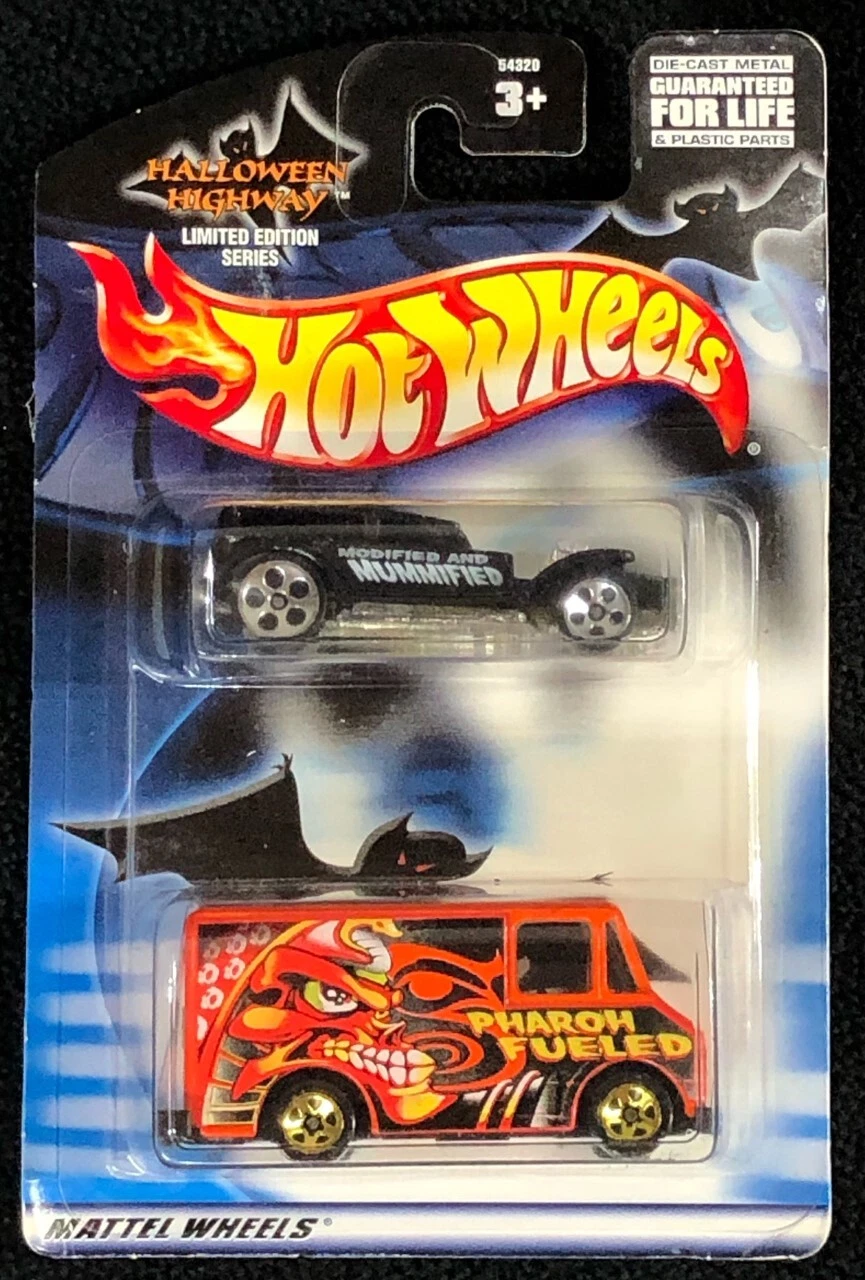 54320
3+
DIE-CAST METAL
GUARANTEED
FOR LIFE
& PLASTIC PARTS
HALLOWEEN
HIGHWAY™
LIMITED EDITION
SERIES
HOT WHEELS®
MODIFIED AND
MUMMIFIED
PHAROH
FUELED
MATTEL WHEELS®